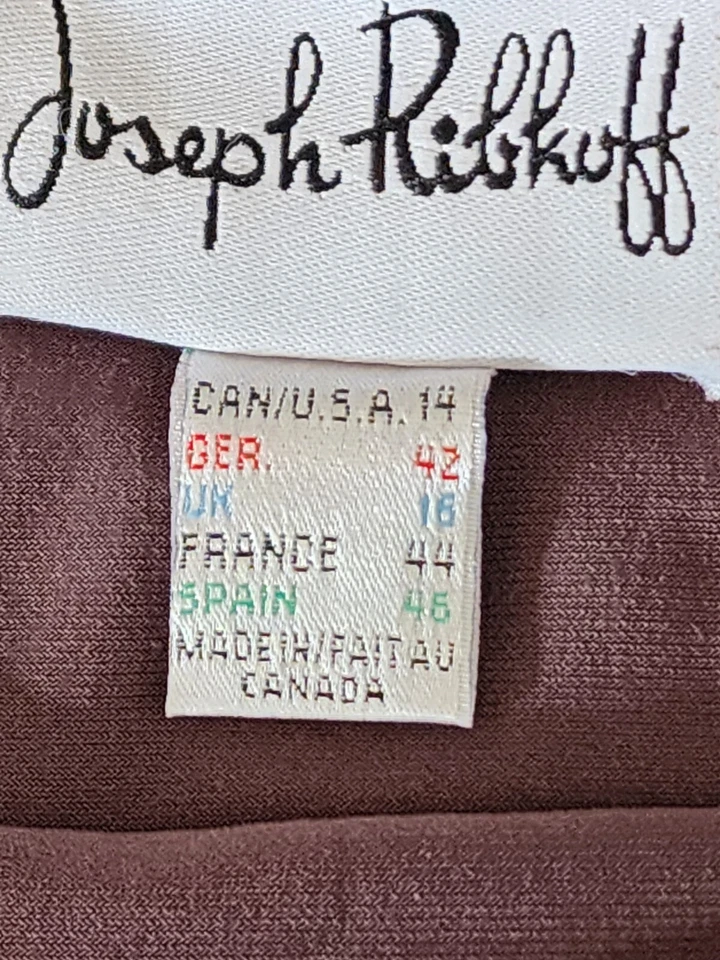 Joseph Ribkoff
CAN/U.S.A. 14
GER. 42
UK 16
FRANCE 44
SPAIN 46
MADE IN/FAIT AU
CANADA